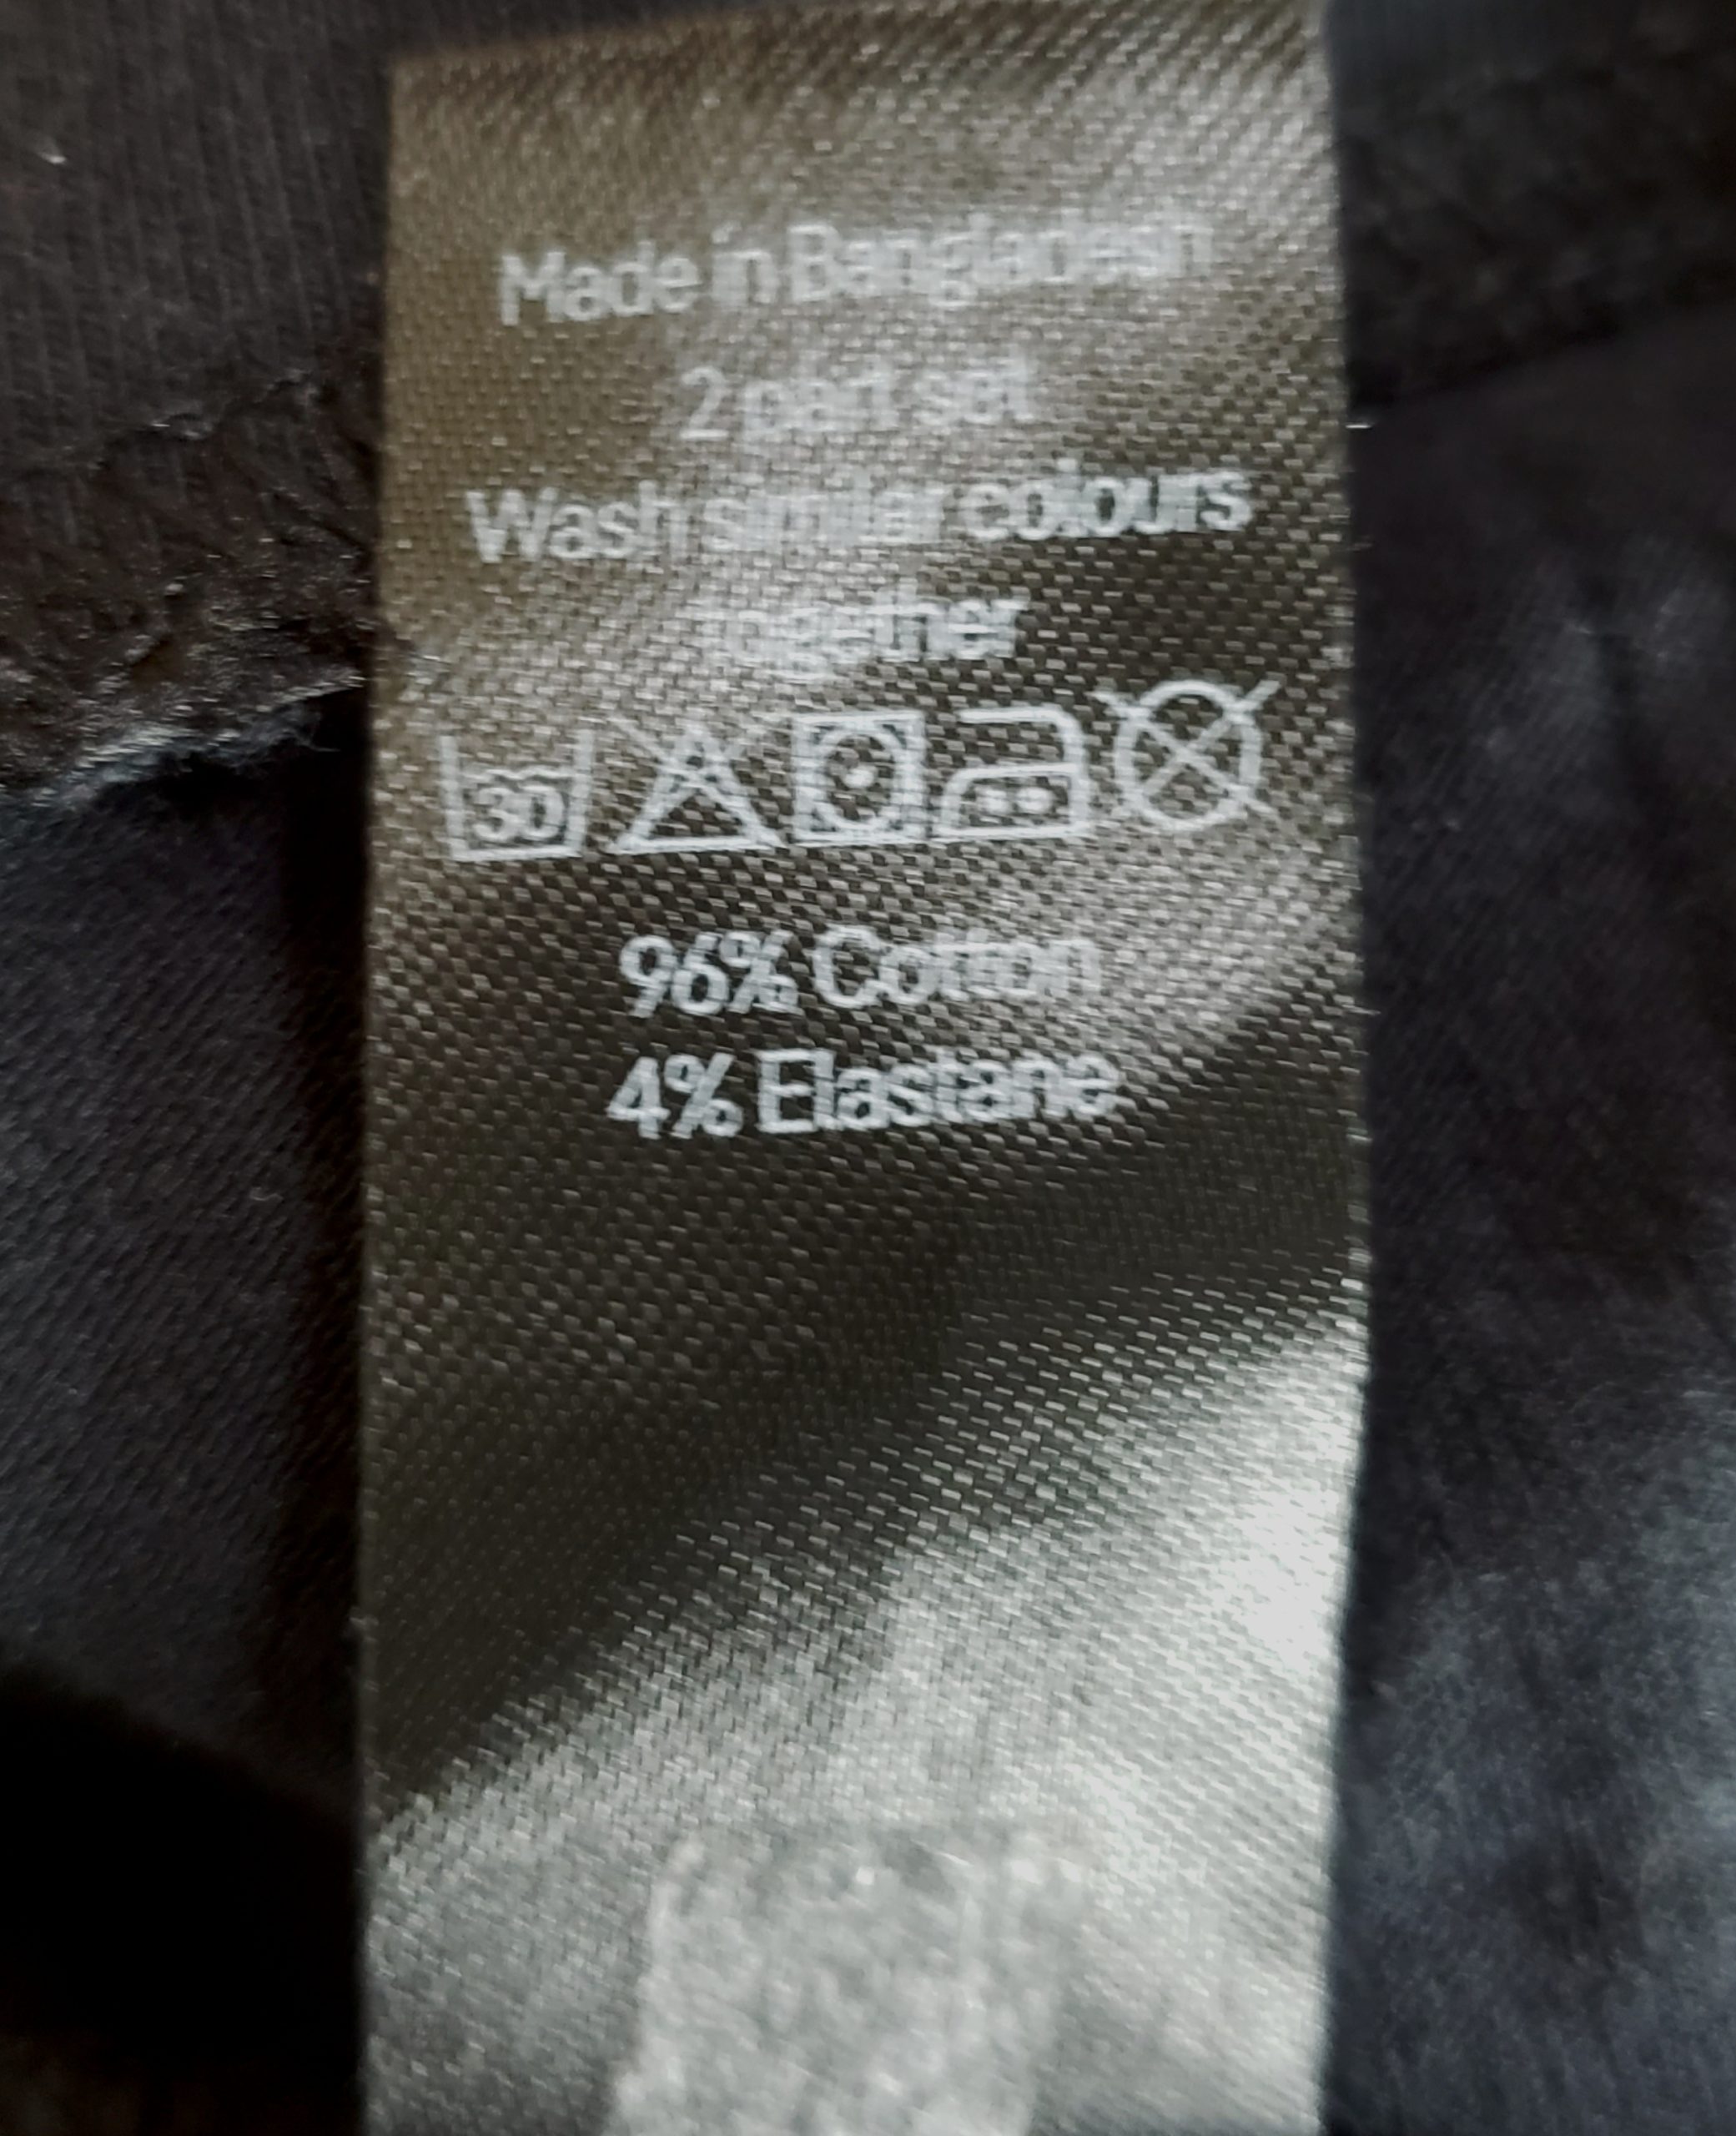 Made in Bangladesh
2 part set
Wash similar colours
together
30
96% Cotton
4% Elastane